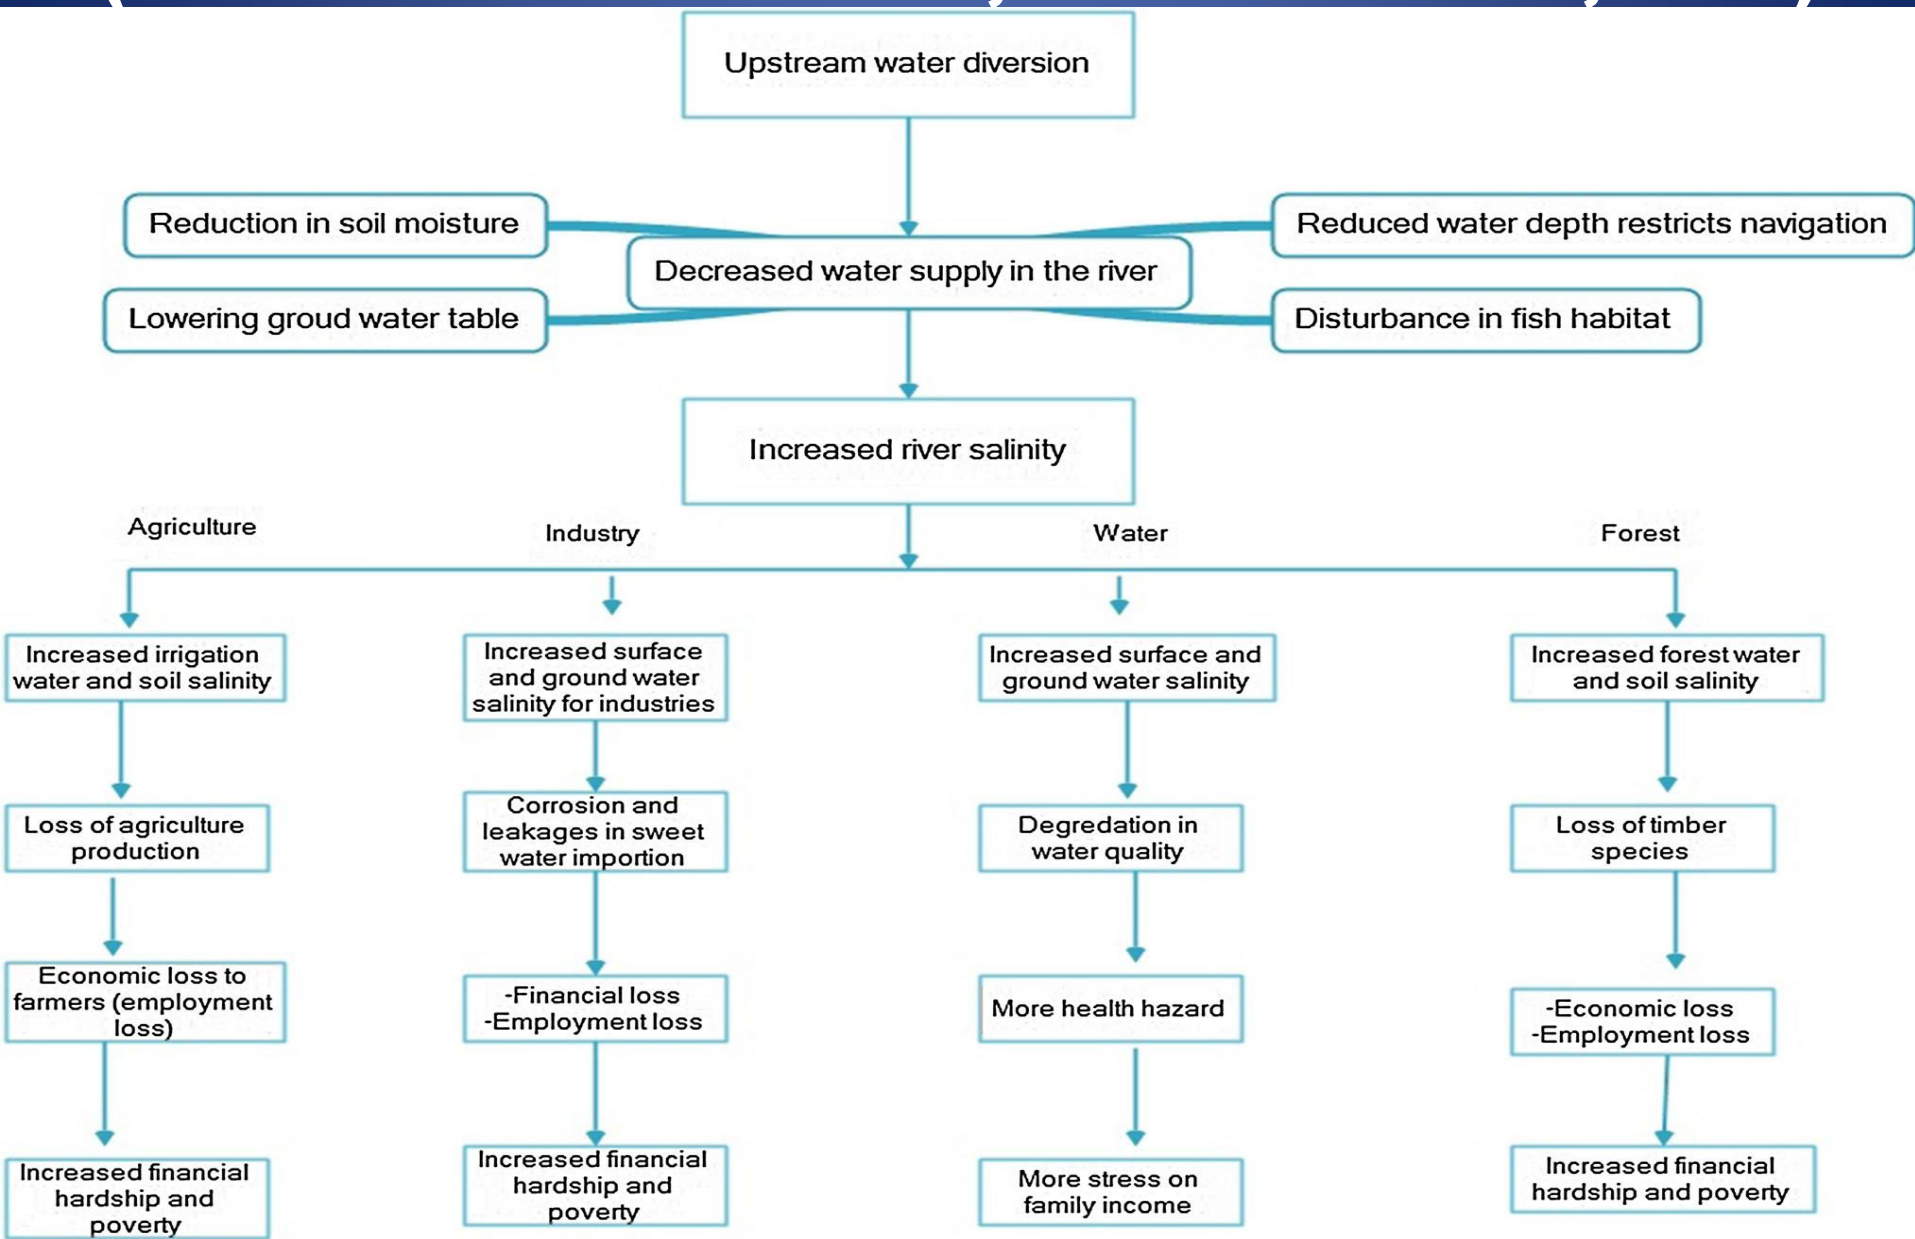 Upstream water diversion
Reduction in soil moisture
Reduced water depth restricts navigation
Decreased water supply in the river
Lowering groud water table
Disturbance in fish habitat
Increased river salinity
Agriculture
Industry
Water
Forest
Increased irrigation
water and soil salinity
Increased surface
and ground water
salinity for industries
Increased surface and
ground water salinity
Increased forest water
and soil salinity
Loss of agriculture
production
Corrosion and
leakages in sweet
water importion
Degredation in
water quality
Loss of timber
species
Economic loss to
farmers (employment
loss)
-Financial loss
-Employment loss
More health hazard
-Economic loss
-Employment loss
Increased financial
hardship and
poverty
Increased financial
hardship and
poverty
More stress on
family income
Increased financial
hardship and poverty